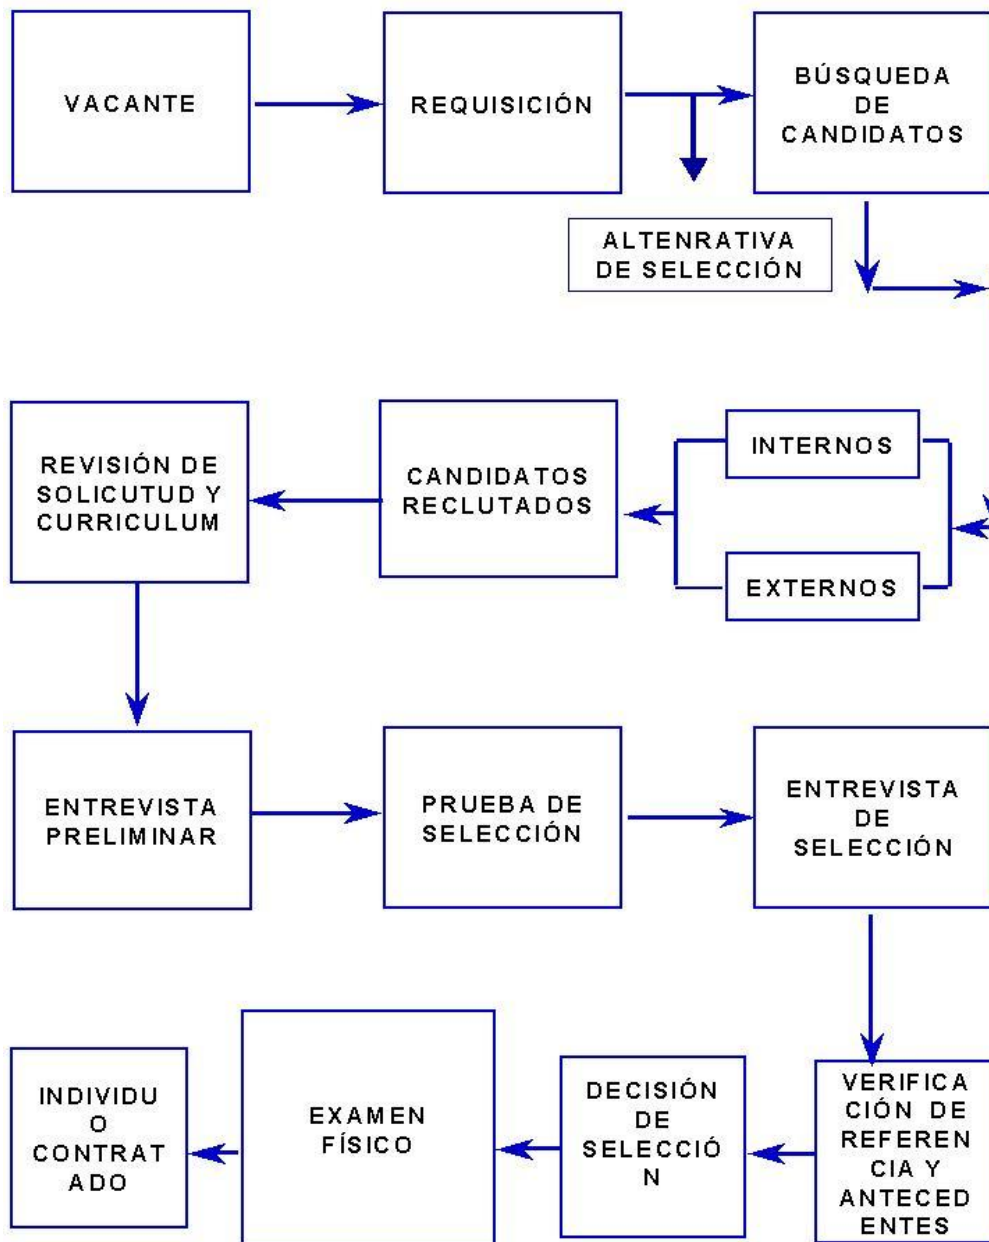 VACANTE
REQUISICIÓN
BÚSQUEDA
DE
CANDIDATOS
ALTENRATIVA
DE SELECCIÓN
REVISIÓN DE
SOLICUTUD Y
CURRICULUM
CANDIDATOS
RECLUTADOS
INTERNOS
EXTERNOS
ENTREVISTA
PRELIMINAR
PRUEBA DE
SELECCIÓN
ENTREVISTA
DE
SELECCIÓN
INDIVIDU
O
CONTRAT
ADO
EXAMEN
FÍSICO
DECISIÓN
DE
SELECCIÓ
N
VERIFICA
CIÓN DE
REFEREN
CIA Y
ANTECED
ENTES